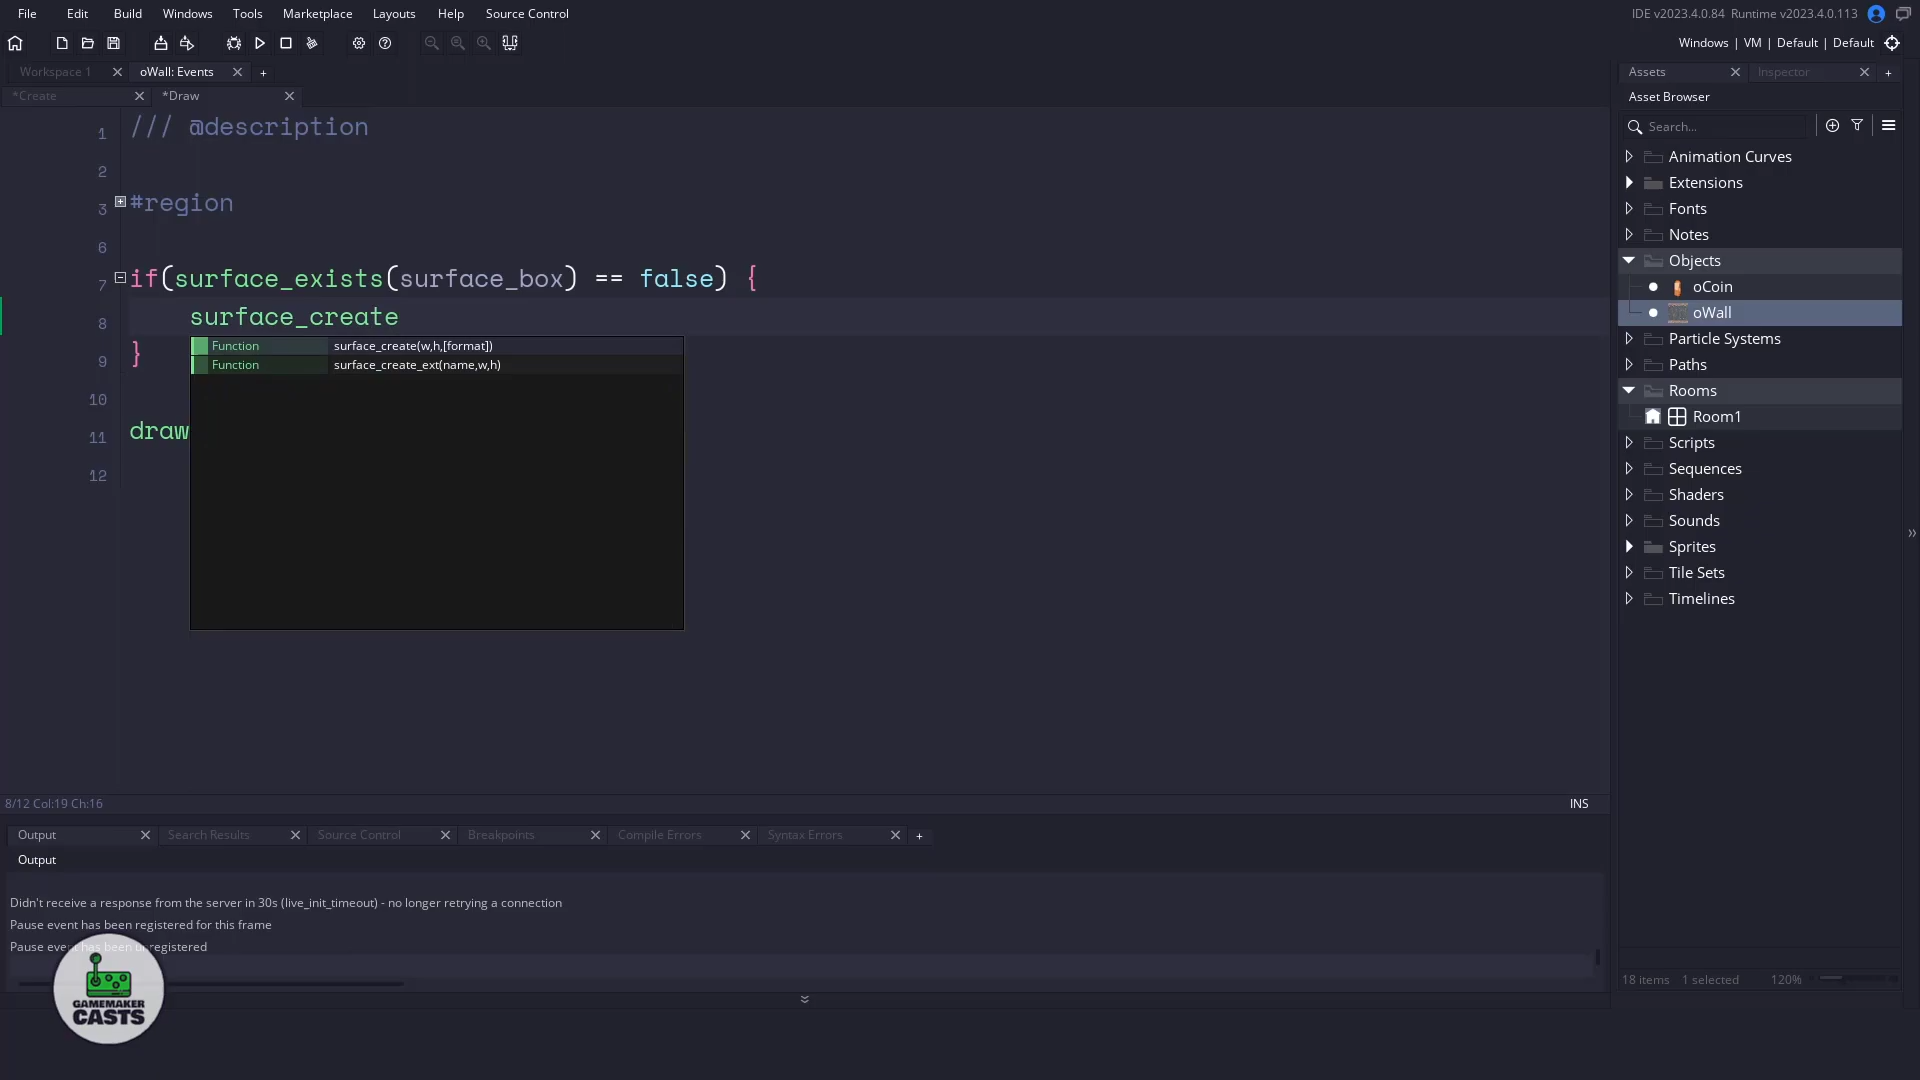 File Edit Build Windows Tools Marketplace Layouts Help Source Control
IDE v2023.4.0.84 Runtime v2023.4.0.113
Windows | VM | Default | Default
Workspace 1
oWall: Events
*Create
*Draw
1 /// @description
2
3 #region
6
7 if(surface_exists(surface_box) == false) {
8 surface_create
9 }
10
11 draw
12
Function surface_create(w,h,[format])
Function surface_create_ext(name,w,h)
8/12 Col:19 Ch:16
INS
Output
Search Results
Source Control
Breakpoints
Compile Errors
Syntax Errors
Output
Didn't receive a response from the server in 30s (live_init_timeout) - no longer retrying a connection
Pause event has been registered for this frame
Pause event has been registered
GAMEMAKER
CASTS
Assets
Inspector
Asset Browser
Search...
Animation Curves
Extensions
Fonts
Notes
Objects
oCoin
oWall
Particle Systems
Paths
Rooms
Room1
Scripts
Sequences
Shaders
Sounds
Sprites
Tile Sets
Timelines
18 items 1 selected 120%